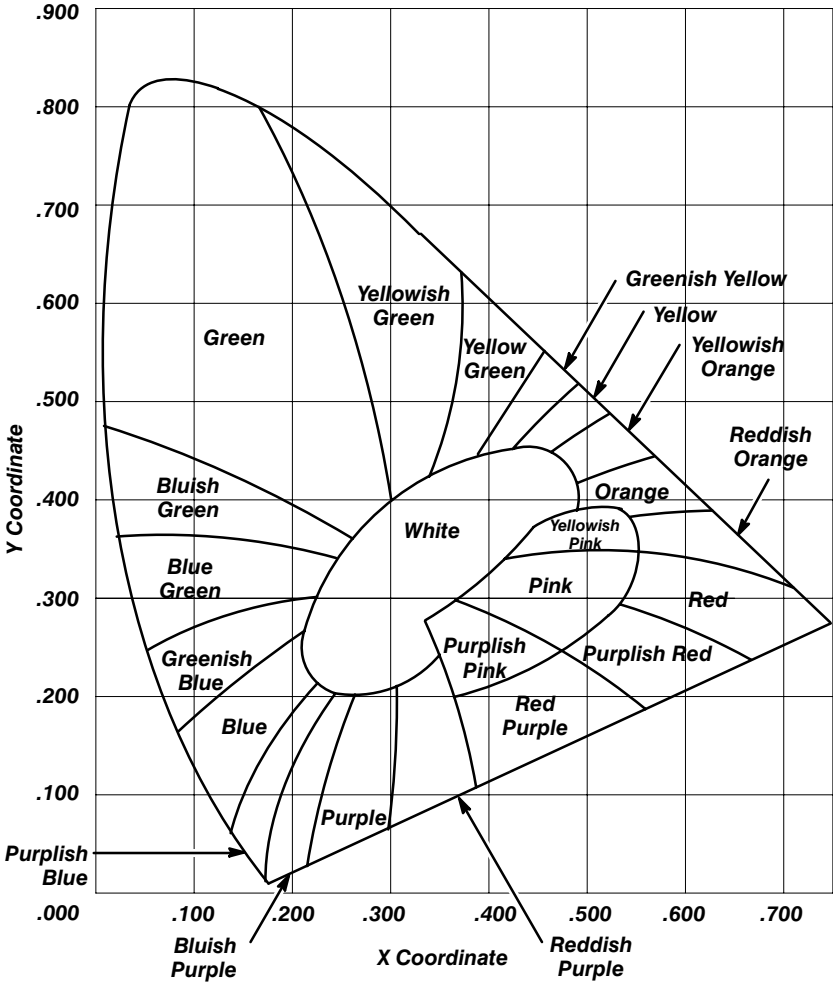 .900
.800
.700
.600
.500
.400
.300
.200
.100
.000
Y Coordinate
Green
Yellowish
Green
Yellow
Green
Greenish Yellow
Yellow
Yellowish
Orange
Reddish
Orange
Orange
Bluish
Green
White
Yellowish
Pink
Blue
Green
Pink
Red
Greenish
Blue
Purplish
Pink
Purplish Red
Blue
Red
Purple
Purple
Purplish
Blue
.100
.200
.300
.400
.500
.600
.700
Bluish
Purple
X Coordinate
Reddish
Purple